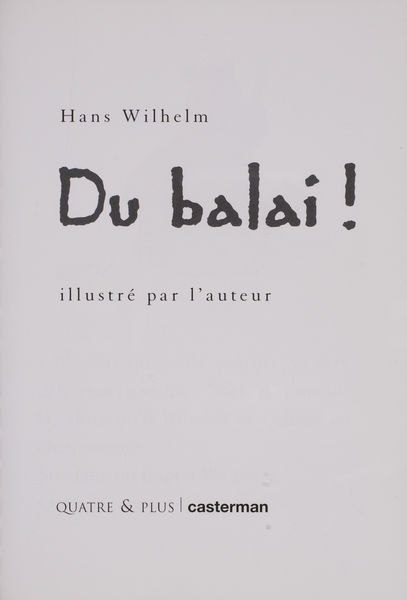 Hans Wilhelm
Du balai !
illustré par l'auteur
QUATRE & PLUS | casterman